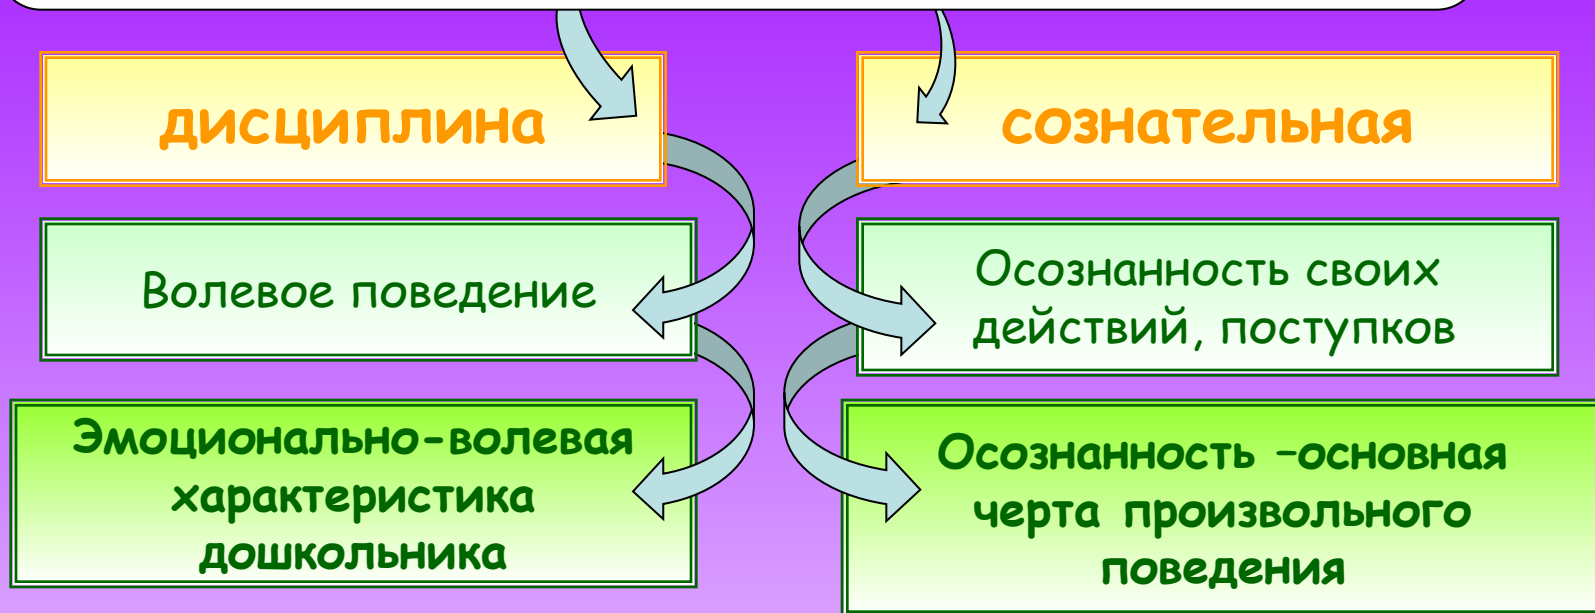 дисциплина
сознательная
Волевое поведение
Осознанность своих
действий, поступков
Эмоционально-волевая
характеристика
дошкольника
Осознанность –основная
черта произвольного
поведения